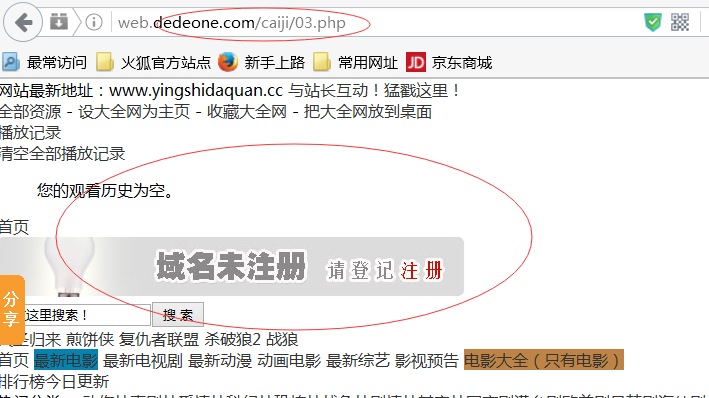 web.dedeone.com/caiji/03.php
最常访问 火狐官方站点 新手上路 常用网址 JD 京东商城
网站最新地址：www.yingshidaquan.cc 与站长互动！猛戳这里！
全部资源 - 设大全网为主页 - 收藏大全网 - 把大全网放到桌面
播放记录
清空全部播放记录
您的观看历史为空。
首页
域名未注册 请登记注册
分享
这里搜索！ 搜 索
归来 煎饼侠 复仇者联盟 杀破狼2 战狼
首页 最新电影 最新电视剧 最新动漫 动画电影 最新综艺 影视预告 电影大全（只有电影）
排行榜今日更新